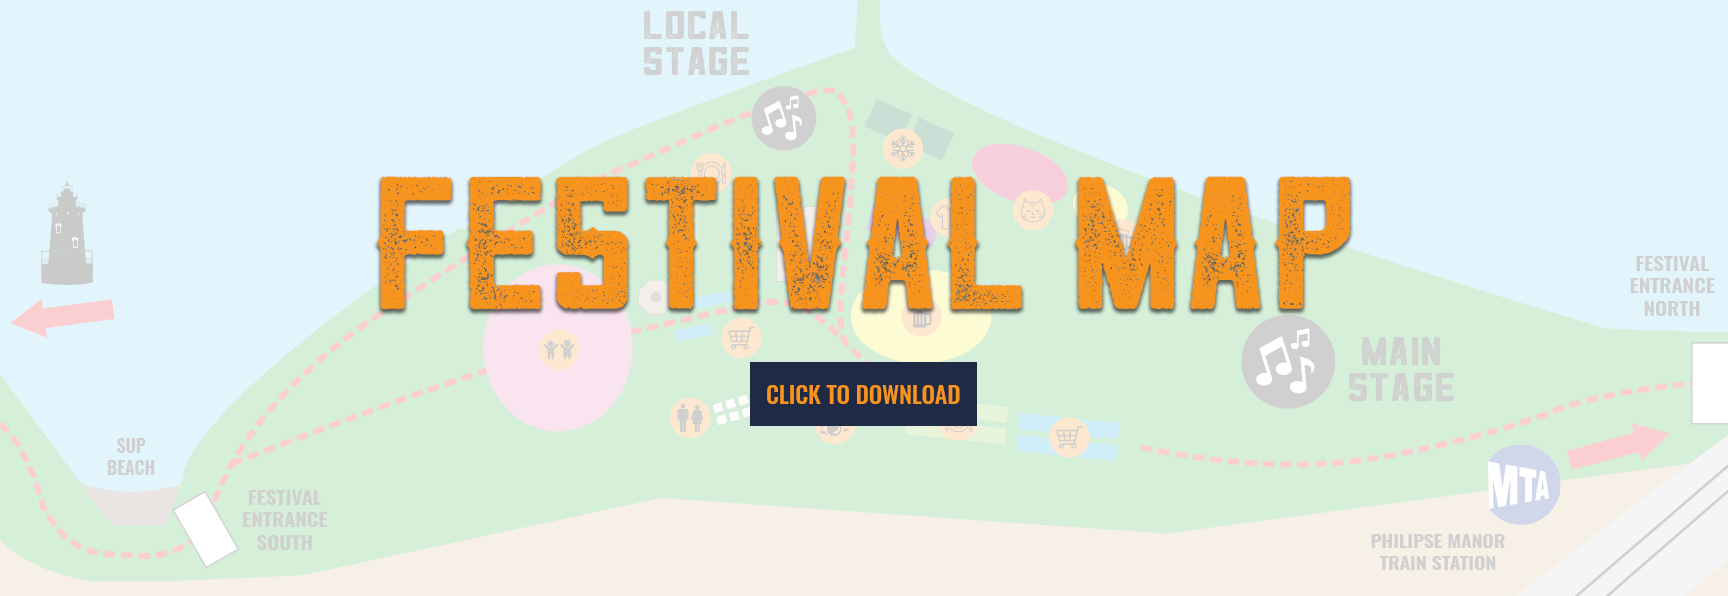 LOCAL
STAGE
FESTIVAL MAP
FESTIVAL
ENTRANCE
NORTH
MAIN
STAGE
CLICK TO DOWNLOAD
SUP
BEACH
MTA
FESTIVAL
ENTRANCE
SOUTH
PHILIPSE MANOR
TRAIN STATION